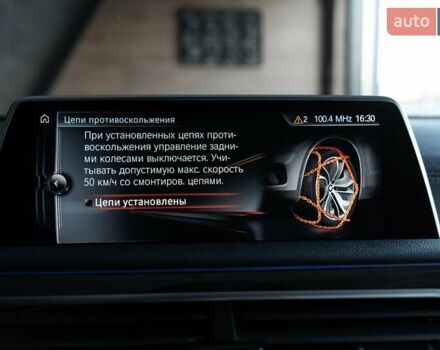 auto
Цепи противоскольжения
2 100.4 MHz 16:30
При установленных цепях проти-
воскольжения управление задни-
ми колесами выключается. Учи-
тывать допустимую макс. скорость
50 км/ч со смонтиров. цепями.
Цепи установлены